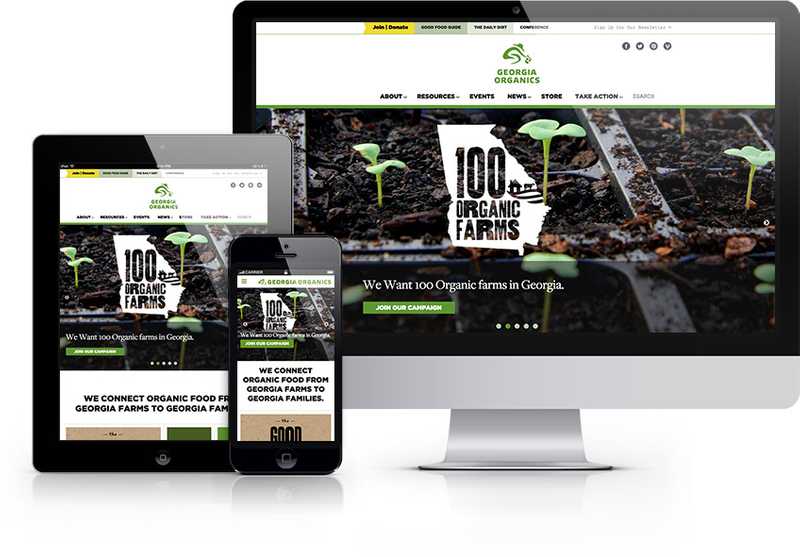 Join | Donate GOOD FOOD GUIDE THE DAILY DIRT CONFERENCE Sign Up for Our Newsletter
GEORGIA
ORGANICS
ABOUT RESOURCES EVENTS NEWS STORE TAKE ACTION SEARCH
100
ORGANIC
FARMS
We Want 100 Organic farms in Georgia.
JOIN OUR CAMPAIGN
iPad
Join | Donate GOOD FOOD GUIDE THE DAILY DIRT CONFERENCE
GEORGIA
ORGANICS
ABOUT RESOURCES EVENTS NEWS STORE TAKE ACTION SEARCH
100
ORGANIC
FARMS
We Want 100 Organic farms in Georgia.
JOIN OUR CAMPAIGN
WE CONNECT ORGANIC FOOD FROM
GEORGIA FARMS TO GEORGIA FAMI
the
CARRIER
GEORGIA ORGANICS
100
ORGANIC
FARMS
We Want 100 Organic farms in Georgia.
JOIN OUR CAMPAIGN
WE CONNECT
ORGANIC FOOD FROM
GEORGIA FARMS TO
GEORGIA FAMILIES.
the
GOOD